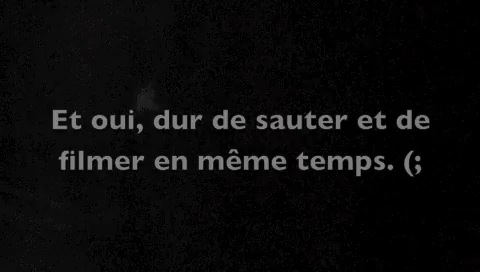 Et oui, dur de sauter et de
filmer en même temps. (;